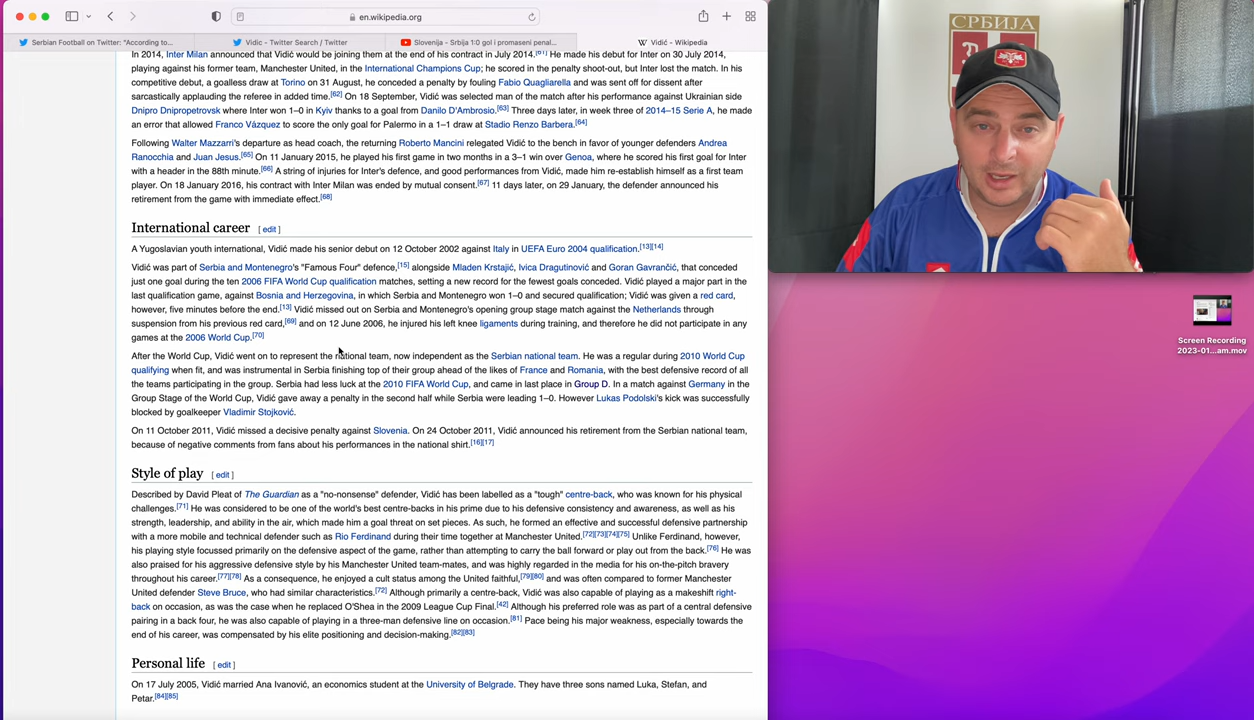 en.wikipedia.org
Serbian Football on Twitter: "According to...
Vidic - Twitter Search / Twitter
Slovenija - Srbija 1:0 gol i promaseni penal...
Vidić - Wikipedia
In 2014, Inter Milan announced that Vidić would be joining them at the end of his contract in July 2014.[61] He made his debut for Inter on 30 July 2014,
playing against his former team, Manchester United, in the International Champions Cup; he scored in the penalty shoot-out, but Inter lost the match. In his
competitive debut, a goalless draw at Torino on 31 August, he conceded a penalty by fouling Fabio Quagliarella and was sent off for dissent after
sarcastically applauding the referee in added time.[62] On 18 September, Vidić was selected man of the match after his performance against Ukrainian side
Dnipro Dnipropetrovsk where Inter won 1–0 in Kyiv thanks to a goal from Danilo D'Ambrosio.[63] Three days later, in week three of 2014–15 Serie A, he made
an error that allowed Franco Vázquez to score the only goal for Palermo in a 1–1 draw at Stadio Renzo Barbera.[64]
Following Walter Mazzarri's departure as head coach, the returning Roberto Mancini relegated Vidić to the bench in favor of younger defenders Andrea
Ranocchia and Juan Jesus.[65] On 11 January 2015, he played his first game in two months in a 3–1 win over Genoa, where he scored his first goal for Inter
with a header in the 88th minute.[66] A string of injuries for Inter's defence, and good performances from Vidić, made him re-establish himself as a first team
player. On 18 January 2016, his contract with Inter Milan was ended by mutual consent.[67] 11 days later, on 29 January, the defender announced his
retirement from the game with immediate effect.[68]
International career [ edit ]
A Yugoslavian youth international, Vidić made his senior debut on 12 October 2002 against Italy in UEFA Euro 2004 qualification.[13][14]
Vidić was part of Serbia and Montenegro's "Famous Four" defence,[15] alongside Mladen Krstajić, Ivica Dragutinović and Goran Gavrančić, that conceded
just one goal during the ten 2006 FIFA World Cup qualification matches, setting a new record for the fewest goals conceded. Vidić played a major part in the
last qualification game, against Bosnia and Herzegovina, in which Serbia and Montenegro won 1–0 and secured qualification; Vidić was given a red card,
however, five minutes before the end.[13] Vidić missed out on Serbia and Montenegro's opening group stage match against the Netherlands through
suspension from his previous red card,[69] and on 12 June 2006, he injured his left knee ligaments during training, and therefore he did not participate in any
games at the 2006 World Cup.[70]
After the World Cup, Vidić went on to represent the national team, now independent as the Serbian national team. He was a regular during 2010 World Cup
qualifying when fit, and was instrumental in Serbia finishing top of their group ahead of the likes of France and Romania, with the best defensive record of all
the teams participating in the group. Serbia had less luck at the 2010 FIFA World Cup, and came in last place in Group D. In a match against Germany in the
Group Stage of the World Cup, Vidić gave away a penalty in the second half while Serbia were leading 1–0. However Lukas Podolski's kick was successfully
blocked by goalkeeper Vladimir Stojković.
On 11 October 2011, Vidić missed a decisive penalty against Slovenia. On 24 October 2011, Vidić announced his retirement from the Serbian national team,
because of negative comments from fans about his performances in the national shirt.[16][17]
Style of play [ edit ]
Described by David Pleat of The Guardian as a "no-nonsense" defender, Vidić has been labelled as a "tough" centre-back, who was known for his physical
challenges.[71] He was considered to be one of the world's best centre-backs in his prime due to his defensive consistency and awareness, as well as his
strength, leadership, and ability in the air, which made him a goal threat on set pieces. As such, he formed an effective and successful defensive partnership
with a more mobile and technical defender such as Rio Ferdinand during their time together at Manchester United.[72][73][74][75] Unlike Ferdinand, however,
his playing style focussed primarily on the defensive aspect of the game, rather than attempting to carry the ball forward or play out from the back.[76] He was
also praised for his aggressive defensive style by his Manchester United team-mates, and was highly regarded in the media for his on-the-pitch bravery
throughout his career.[77][78] As a consequence, he enjoyed a cult status among the United faithful,[79][80] and was often compared to former Manchester
United defender Steve Bruce, who had similar characteristics.[72] Although primarily a centre-back, Vidić was also capable of playing as a makeshift right-
back on occasion, as was the case when he replaced O'Shea in the 2009 League Cup Final.[42] Although his preferred role was as part of a central defensive
pairing in a back four, he was also capable of playing in a three-man defensive line on occasion.[81] Pace being his major weakness, especially towards the
end of his career, was compensated by his elite positioning and decision-making.[82][83]
Personal life [ edit ]
On 17 July 2005, Vidić married Ana Ivanović, an economics student at the University of Belgrade. They have three sons named Luka, Stefan, and
Petar.[84][85]
СРБИЈА
Screen Recording
2023-01...am.mov